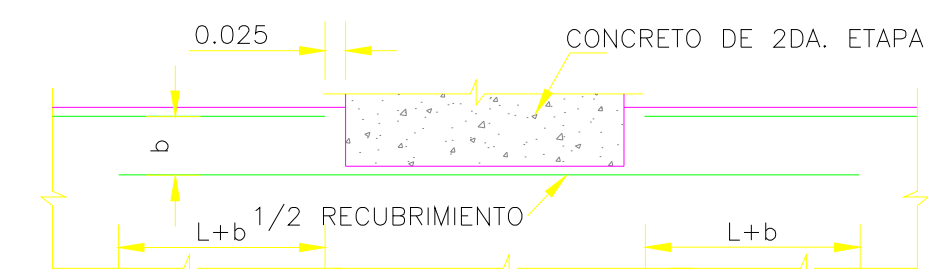 0.025
CONCRETO DE 2DA. ETAPA
b
1/2 RECUBRIMIENTO
L+b
L+b